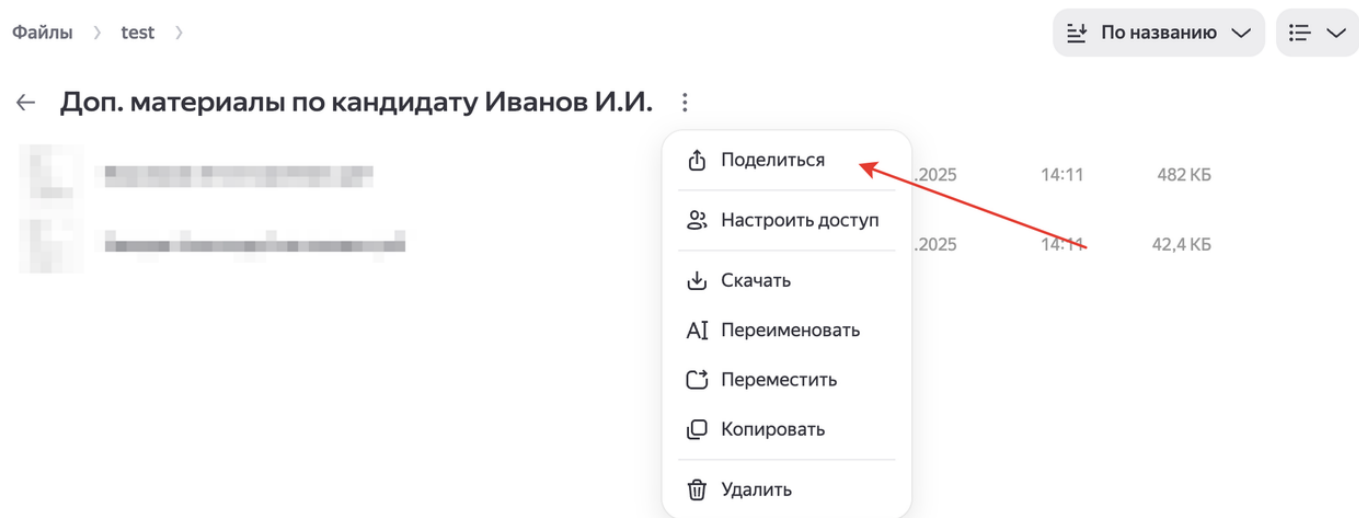 Файлы > test >
По названию
← Доп. материалы по кандидату Иванов И.И.
Поделиться
.2025 14:11 482 КБ
Настроить доступ
.2025 14:11 42,4 КБ
Скачать
Переименовать
Переместить
Копировать
Удалить